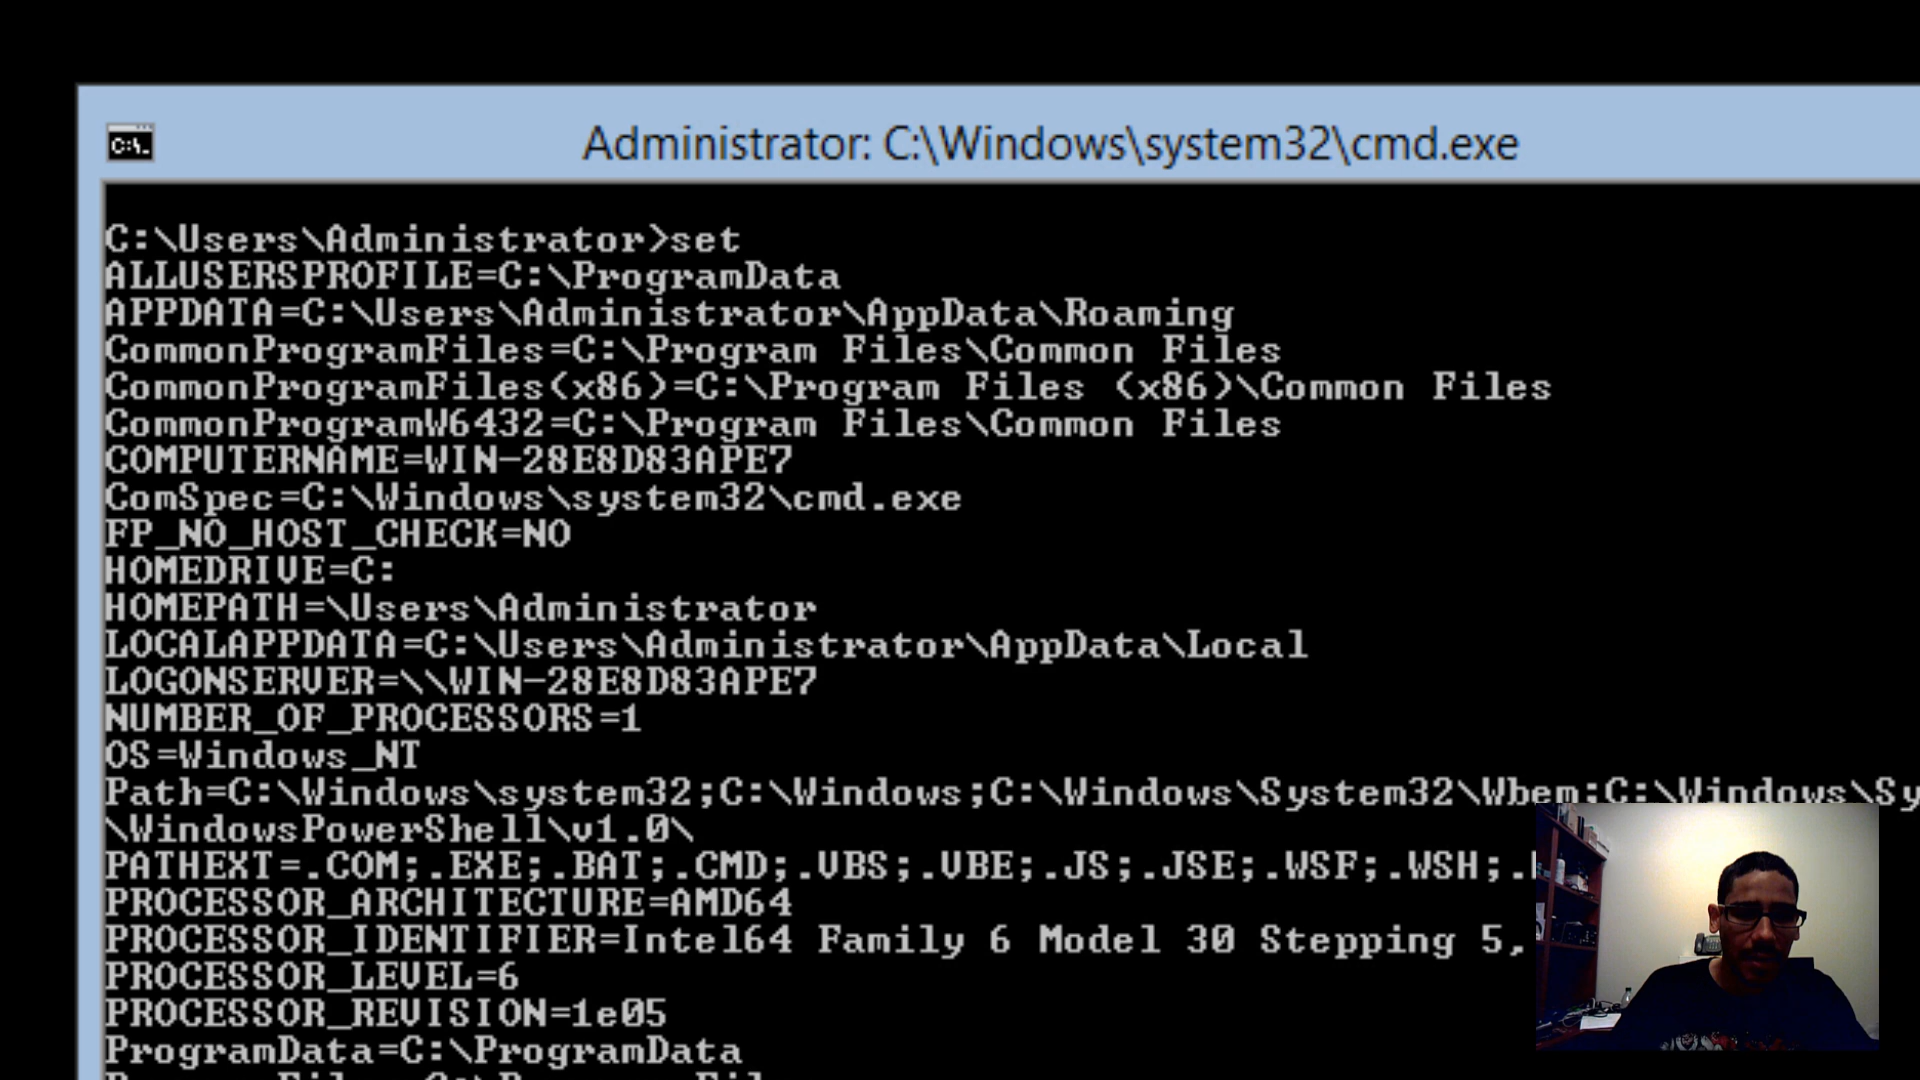 Administrator: C:\Windows\system32\cmd.exe
C:\Users\Administrator>set
ALLUSERSPROFILE=C:\ProgramData
APPDATA=C:\Users\Administrator\AppData\Roaming
CommonProgramFiles=C:\Program Files\Common Files
CommonProgramFiles(x86)=C:\Program Files (x86)\Common Files
CommonProgramW6432=C:\Program Files\Common Files
COMPUTERNAME=WIN-28E8D83APE7
ComSpec=C:\Windows\system32\cmd.exe
FP_NO_HOST_CHECK=NO
HOMEDRIVE=C:
HOMEPATH=\Users\Administrator
LOCALAPPDATA=C:\Users\Administrator\AppData\Local
LOGONSERVER=\\WIN-28E8D83APE7
NUMBER_OF_PROCESSORS=1
OS=Windows_NT
Path=C:\Windows\system32;C:\Windows;C:\Windows\System32\Wbem;C:\Windows\Sy
\WindowsPowerShell\v1.0\
PATHEXT=.COM;.EXE;.BAT;.CMD;.VBS;.VBE;.JS;.JSE;.WSF;.WSH;.
PROCESSOR_ARCHITECTURE=AMD64
PROCESSOR_IDENTIFIER=Intel64 Family 6 Model 30 Stepping 5,
PROCESSOR_LEVEL=6
PROCESSOR_REVISION=1e05
ProgramData=C:\ProgramData